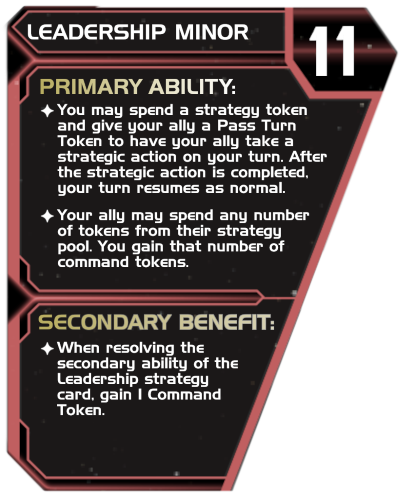 LEADERSHIP MINOR
11
PRIMARY ABILITY:
You may spend a strategy token
and give your ally a Pass Turn
Token to have your ally take a
strategic action on your turn. After
the strategic action is completed,
your turn resumes as normal.
Your ally may spend any number
of tokens from their strategy
pool. You gain that number of
command tokens.
SECONDARY BENEFIT:
When resolving the
secondary ability of the
Leadership strategy
card, gain 1 Command
Token.